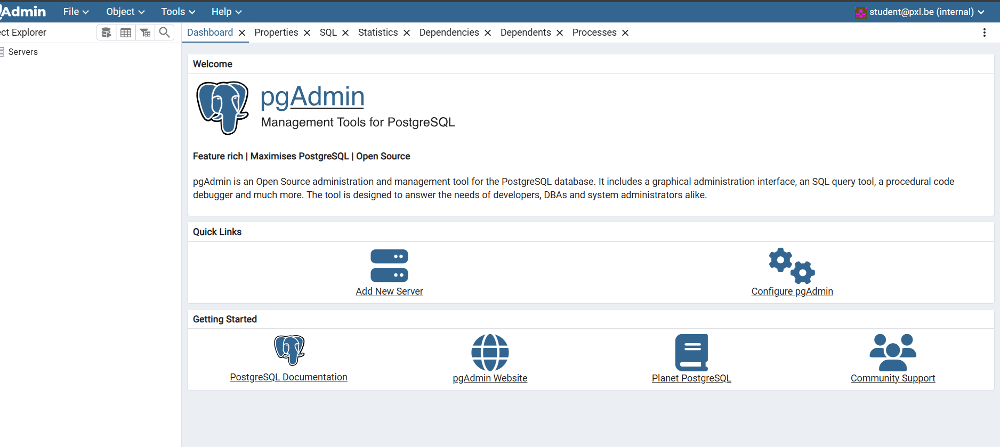 Admin File Object Tools Help student@pxl.be (internal)
ct Explorer Dashboard Properties SQL Statistics Dependencies Dependents Processes
Servers
Welcome
pgAdmin
Management Tools for PostgreSQL
Feature rich | Maximises PostgreSQL | Open Source
pgAdmin is an Open Source administration and management tool for the PostgreSQL database. It includes a graphical administration interface, an SQL query tool, a procedural code
debugger and much more. The tool is designed to answer the needs of developers, DBAs and system administrators alike.
Quick Links
Add New Server Configure pgAdmin
Getting Started
PostgreSQL Documentation pgAdmin Website Planet PostgreSQL Community Support